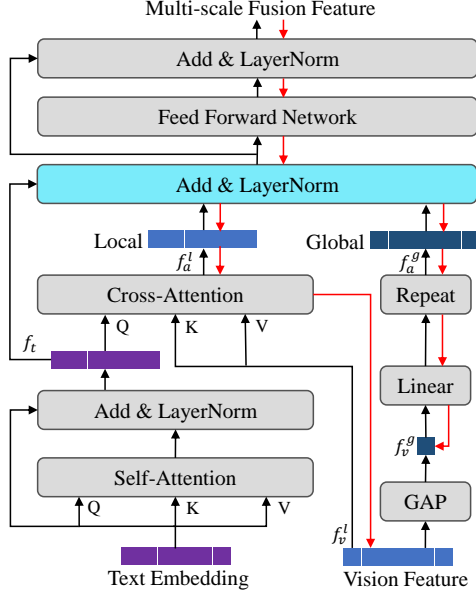 Multi-scale Fusion Feature
Add & LayerNorm
Feed Forward Network
Add & LayerNorm
Local
Global
f_a^l
f_a^g
Cross-Attention
Repeat
Q
K
V
f_t
Linear
Add & LayerNorm
f_v^g
Self-Attention
GAP
Q
K
V
f_v^l
Text Embedding
Vision Feature